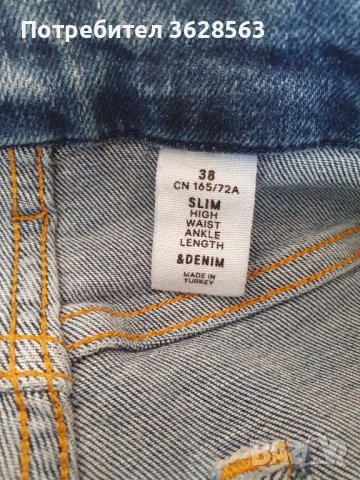 Потребител 3628563
38
CN 165/72A
SLIM
HIGH
WAIST
ANKLE
LENGTH
&DENIM
MADE IN
TURKEY